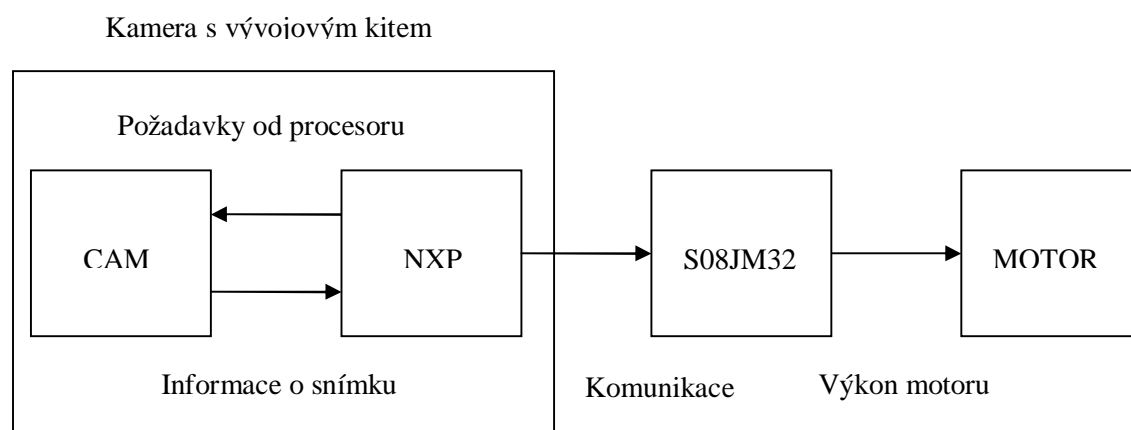 Kamera s vývojovým kitem
Požadavky od procesoru
CAM
NXP
S08JM32
MOTOR
Informace o snímku
Komunikace
Výkon motoru